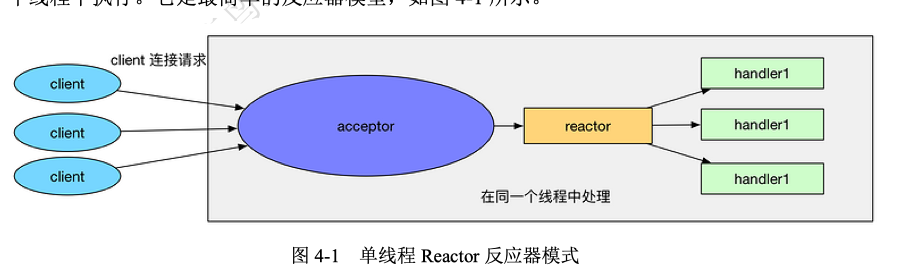 个线程中执行。它是最简单的反应器模型，如图 4-1 所示。
client 连接请求
client
client
client
acceptor
reactor
handler1
handler1
handler1
在同一个线程中处理
图 4-1 单线程 Reactor 反应器模式